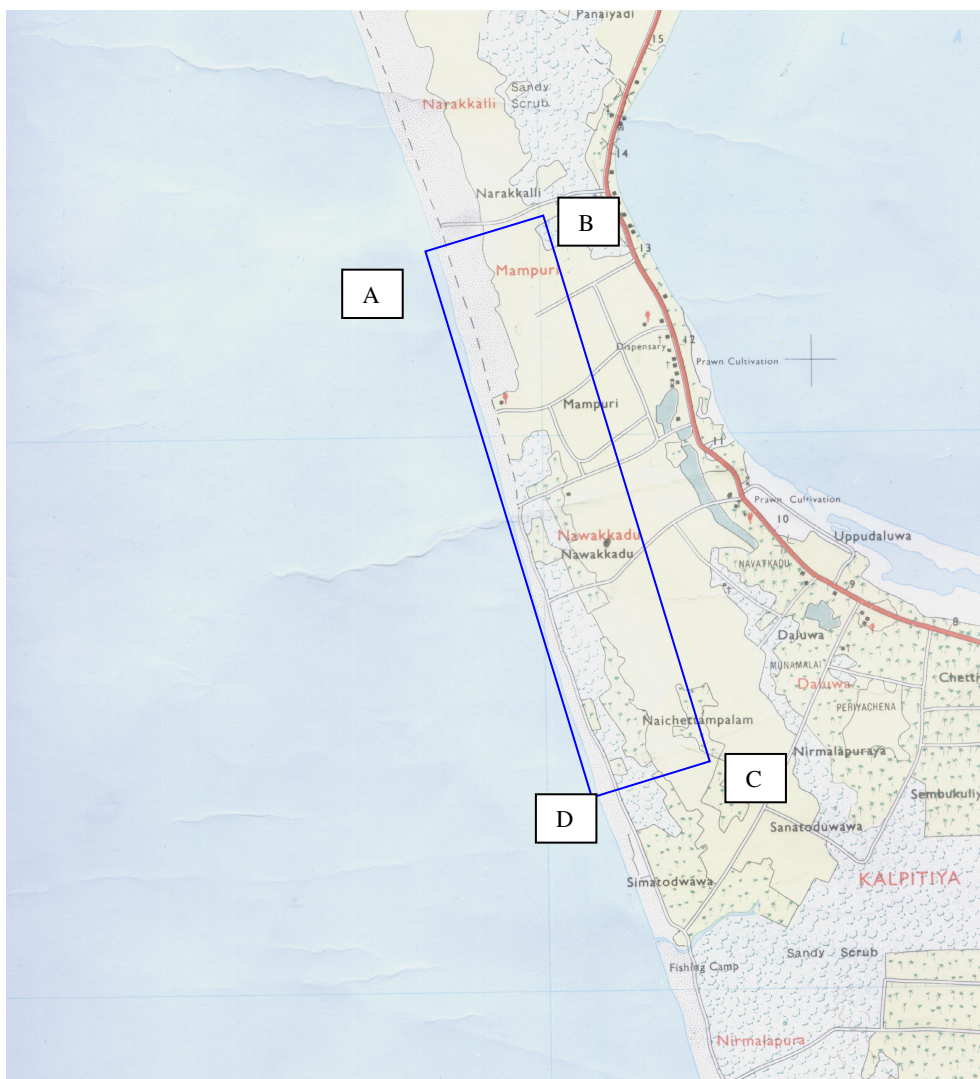 Panaiyadi
L A
15
Sandy
Scrub
Narakkalli
14
Narakkalli
B
13
Mampuri
A
12
Dispensary
Prawn Cultivation
Mampuri
11
Prawn Cultivation
10
Nawakkadu
Nawakkadu
Uppudaluwa
NAVATKADU
9
8
Daluwa
MUNAMALAI
Daluwa
Chetti
PERIYACHENA
Naichettampalam
Nirmalapuraya
C
Sembukuliy
D
Sanatoduwawa
Simatodwawa
KALPITIYA
Sandy Scrub
Fishing Camp
Nirmalapura